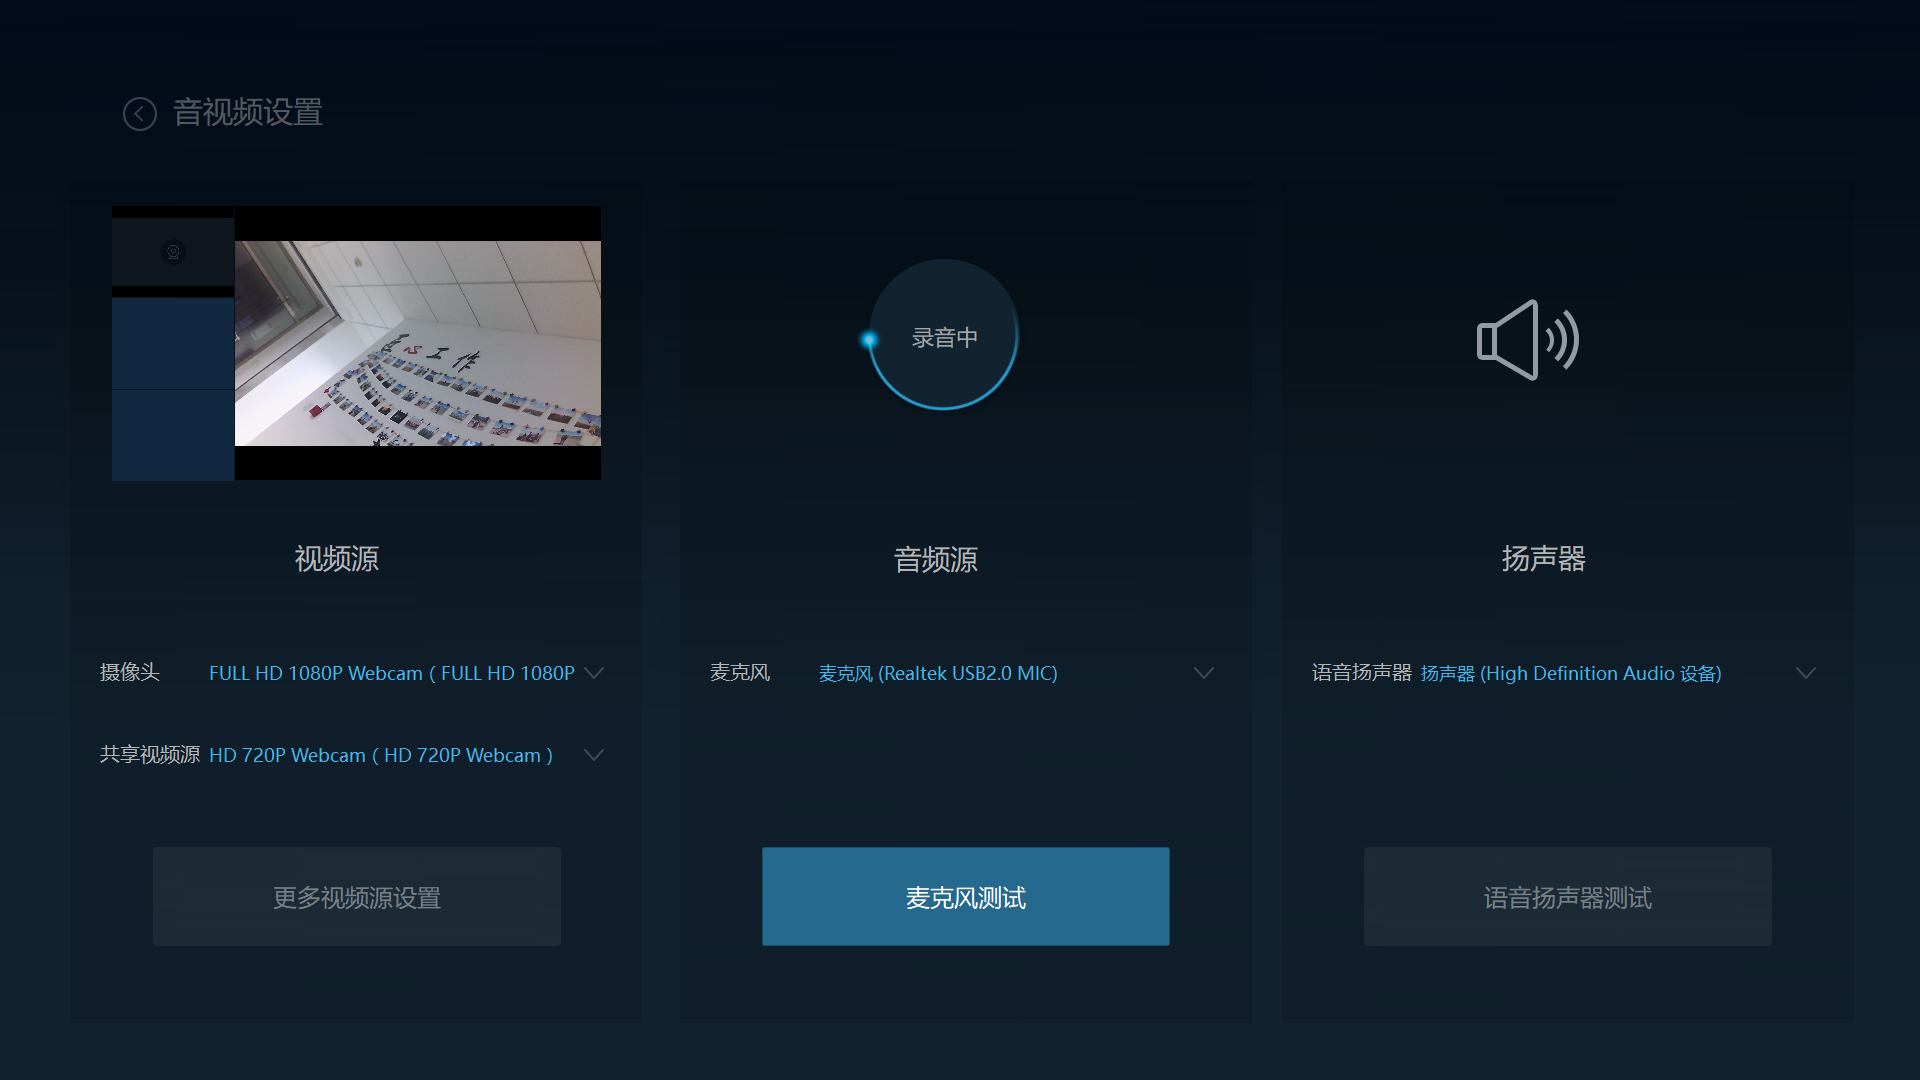 音视频设置
工作
录音中
视频源
音频源
扬声器
摄像头 FULL HD 1080P Webcam ( FULL HD 1080P
麦克风 麦克风 (Realtek USB2.0 MIC)
语音扬声器 扬声器 (High Definition Audio 设备)
共享视频源 HD 720P Webcam ( HD 720P Webcam )
更多视频源设置
麦克风测试
语音扬声器测试